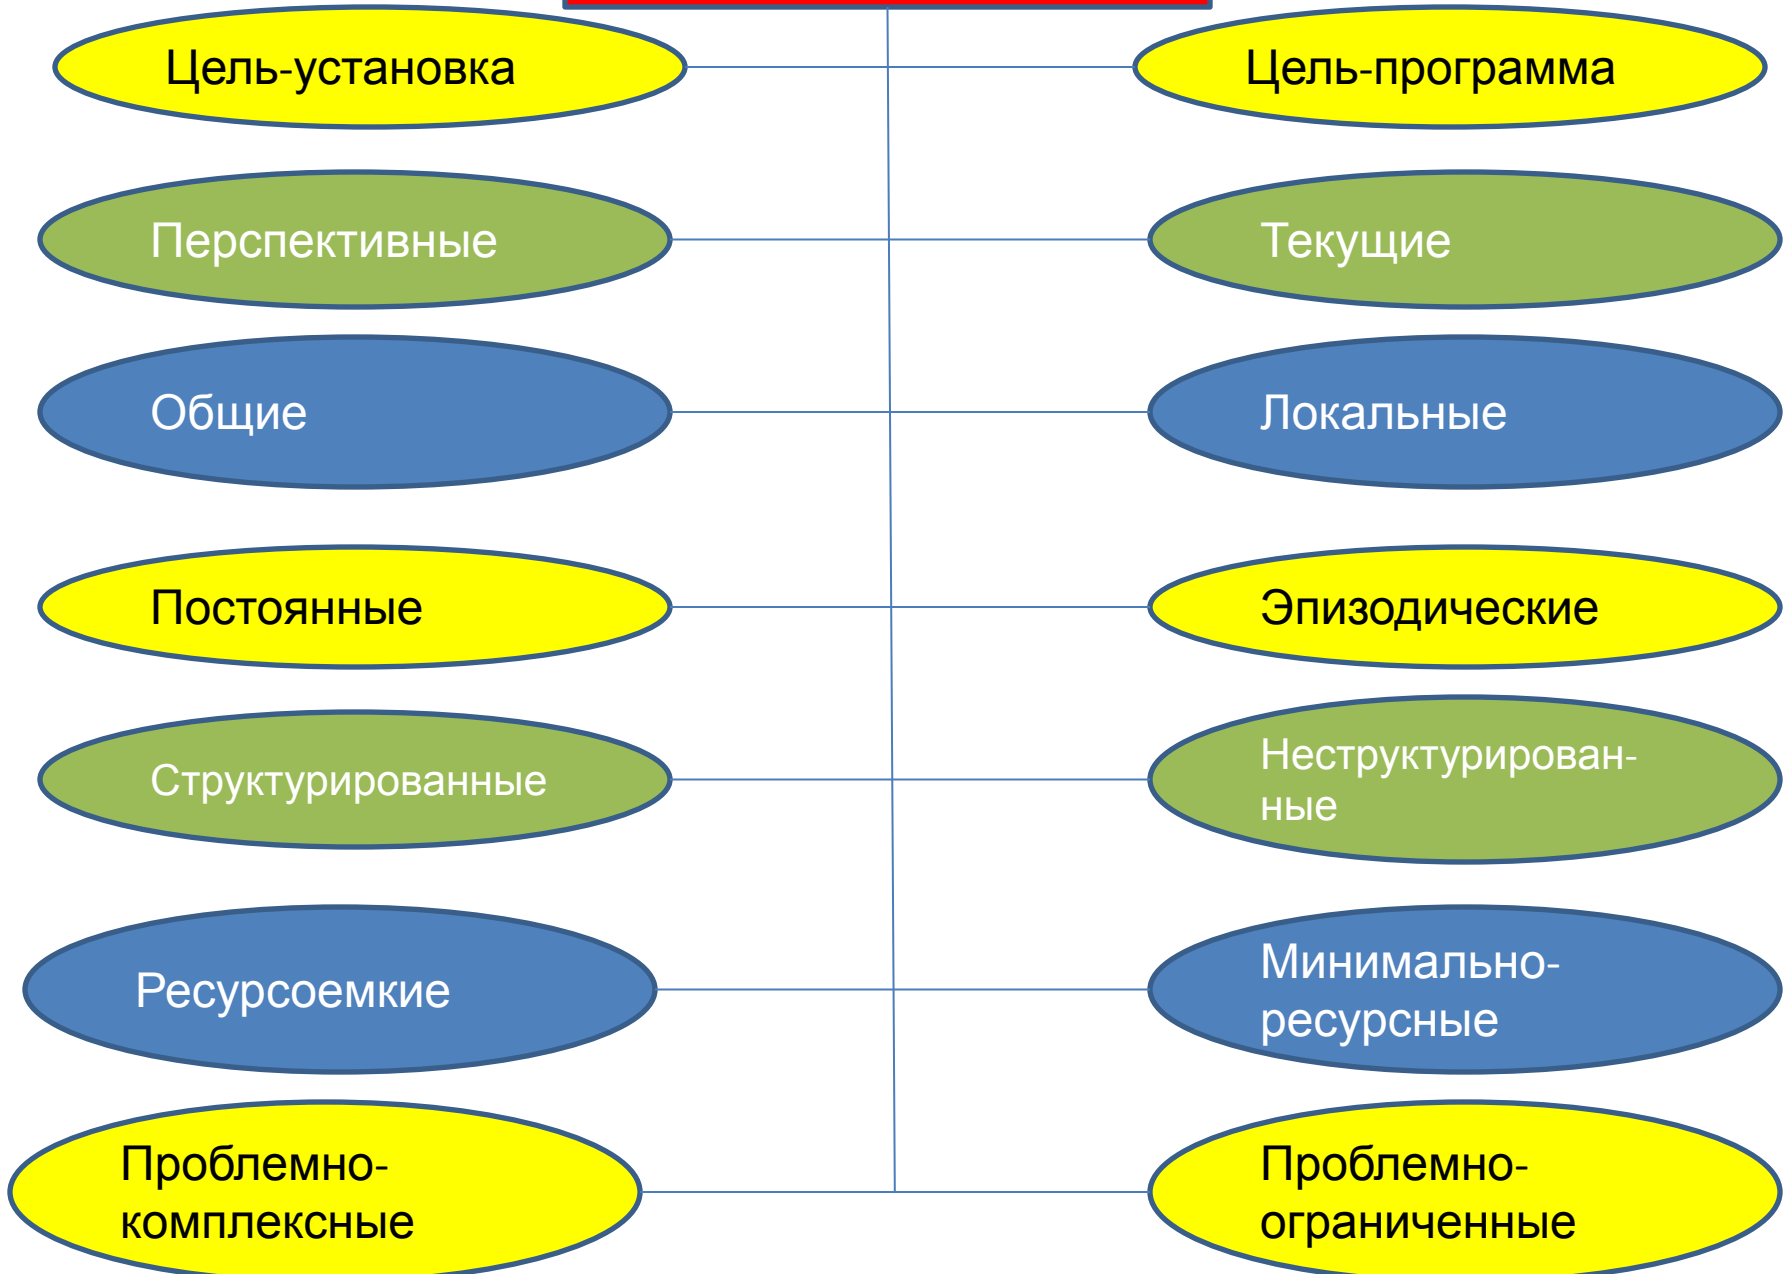 Цель-установка
Цель-программа
Перспективные
Текущие
Общие
Локальные
Постоянные
Эпизодические
Структурированные
Неструктурирован-
ные
Ресурсоемкие
Минимально-
ресурсные
Проблемно-
комплексные
Проблемно-
ограниченные